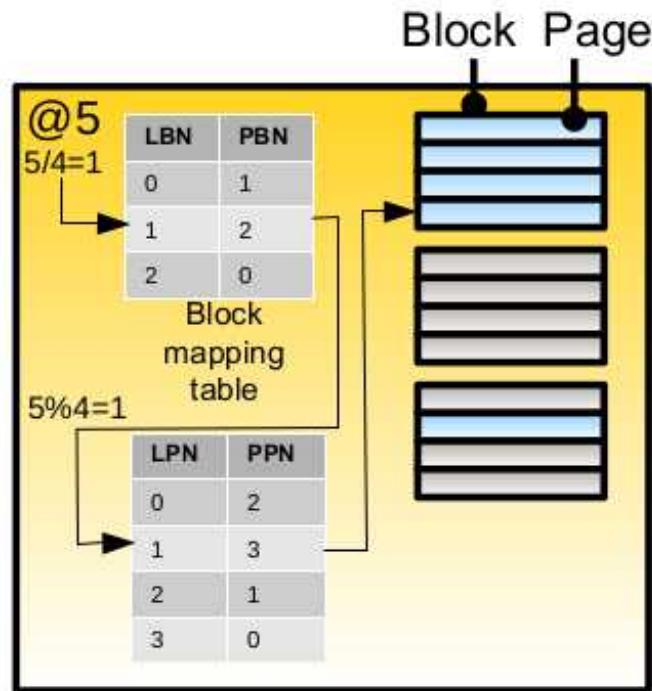 Block Page
@5
5/4=1
LBN PBN
0 1
1 2
2 0
Block
mapping
table
5%4=1
LPN PPN
0 2
1 3
2 1
3 0